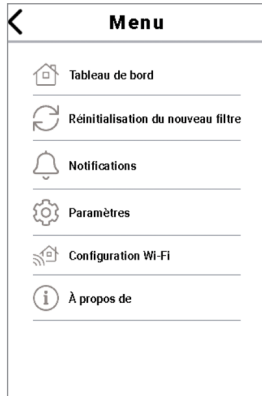 Menu
Tableau de bord
Réinitialisation du nouveau filtre
Notifications
Paramètres
Configuration Wi-Fi
À propos de